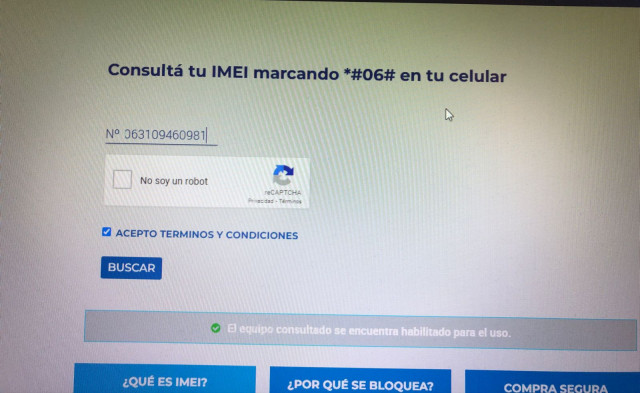 Consultá tu IMEI marcando *#06# en tu celular
Nº 063109460981
No soy un robot
reCAPTCHA
Privacidad - Términos
ACEPTO TERMINOS Y CONDICIONES
BUSCAR
El equipo consultado se encuentra habilitado para el uso.
¿QUÉ ES IMEI?
¿POR QUÉ SE BLOQUEA?
COMPRA SEGURA